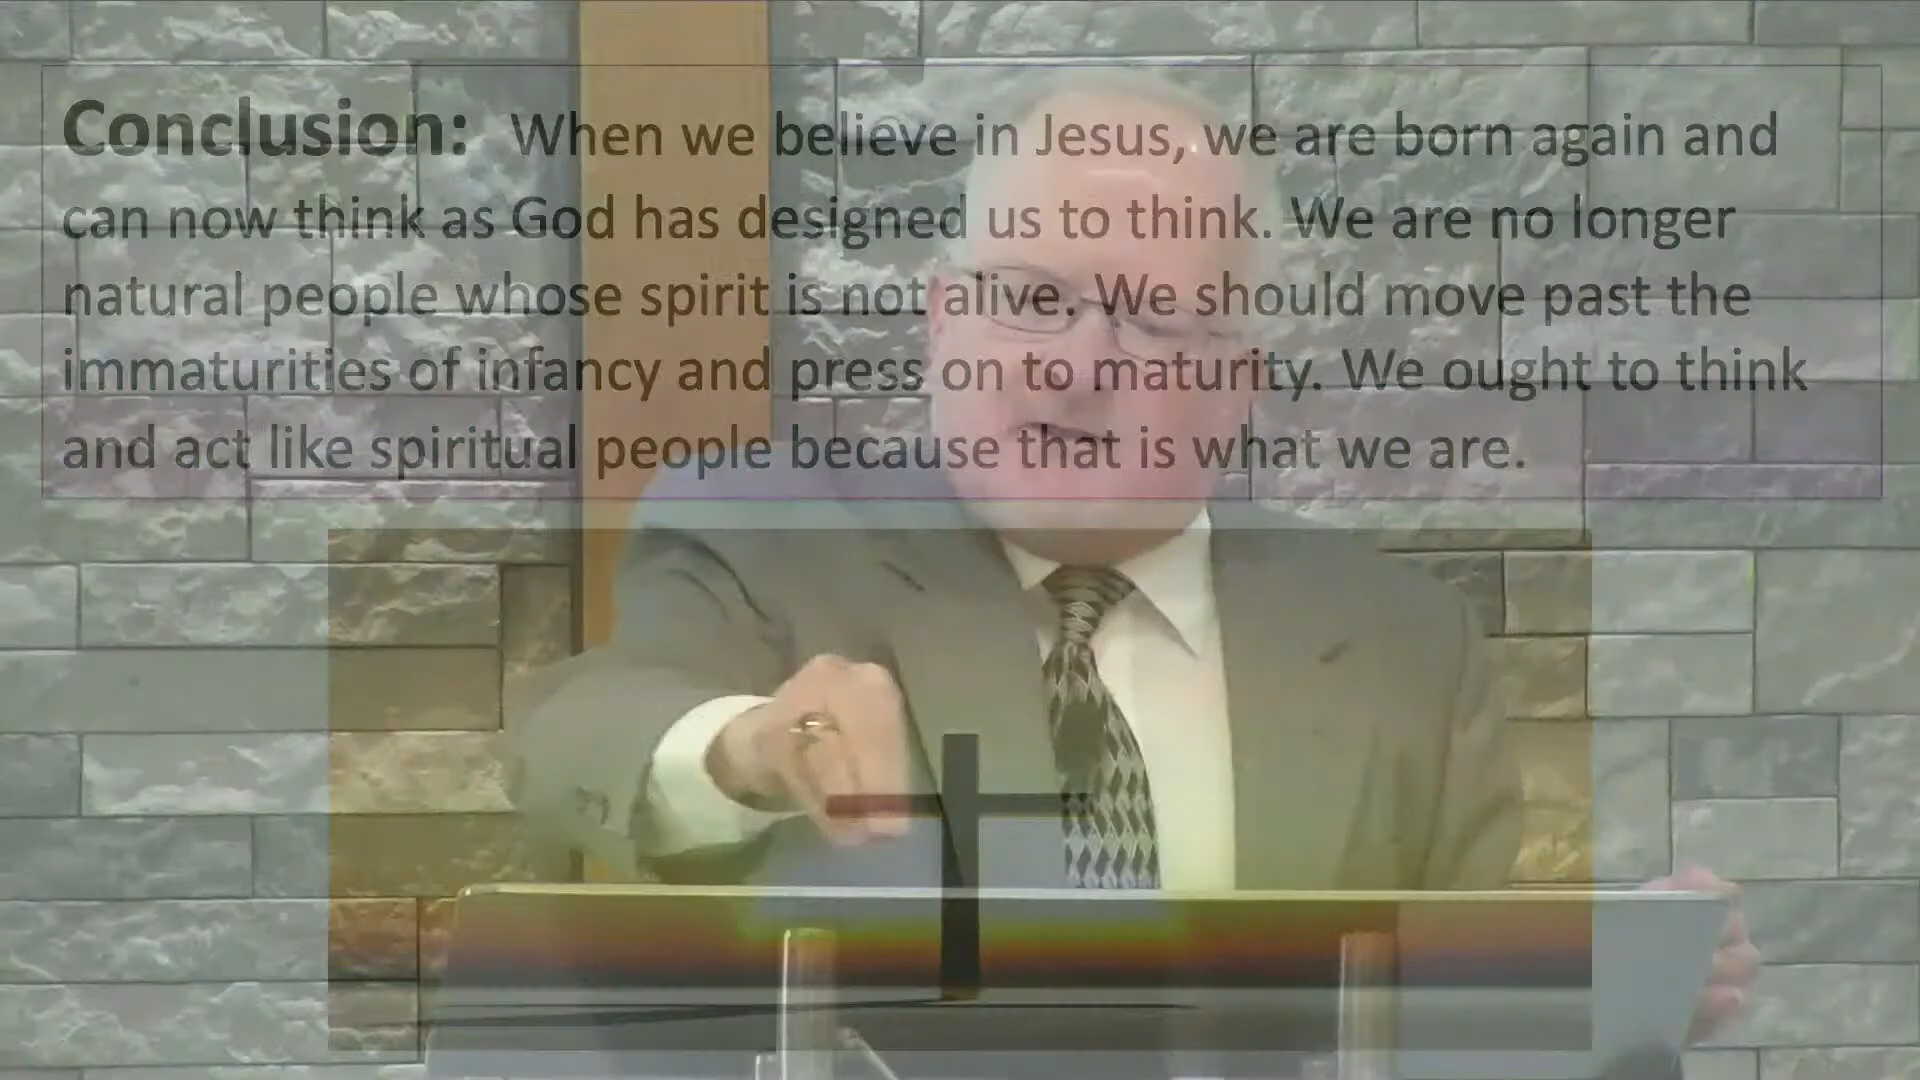 Conclusion: When we believe in Jesus, we are born again and
can now think as God has designed us to think. We are no longer
natural people whose spirit is not alive. We should move past the
immaturities of infancy and press on to maturity. We ought to think
and act like spiritual people because that is what we are.